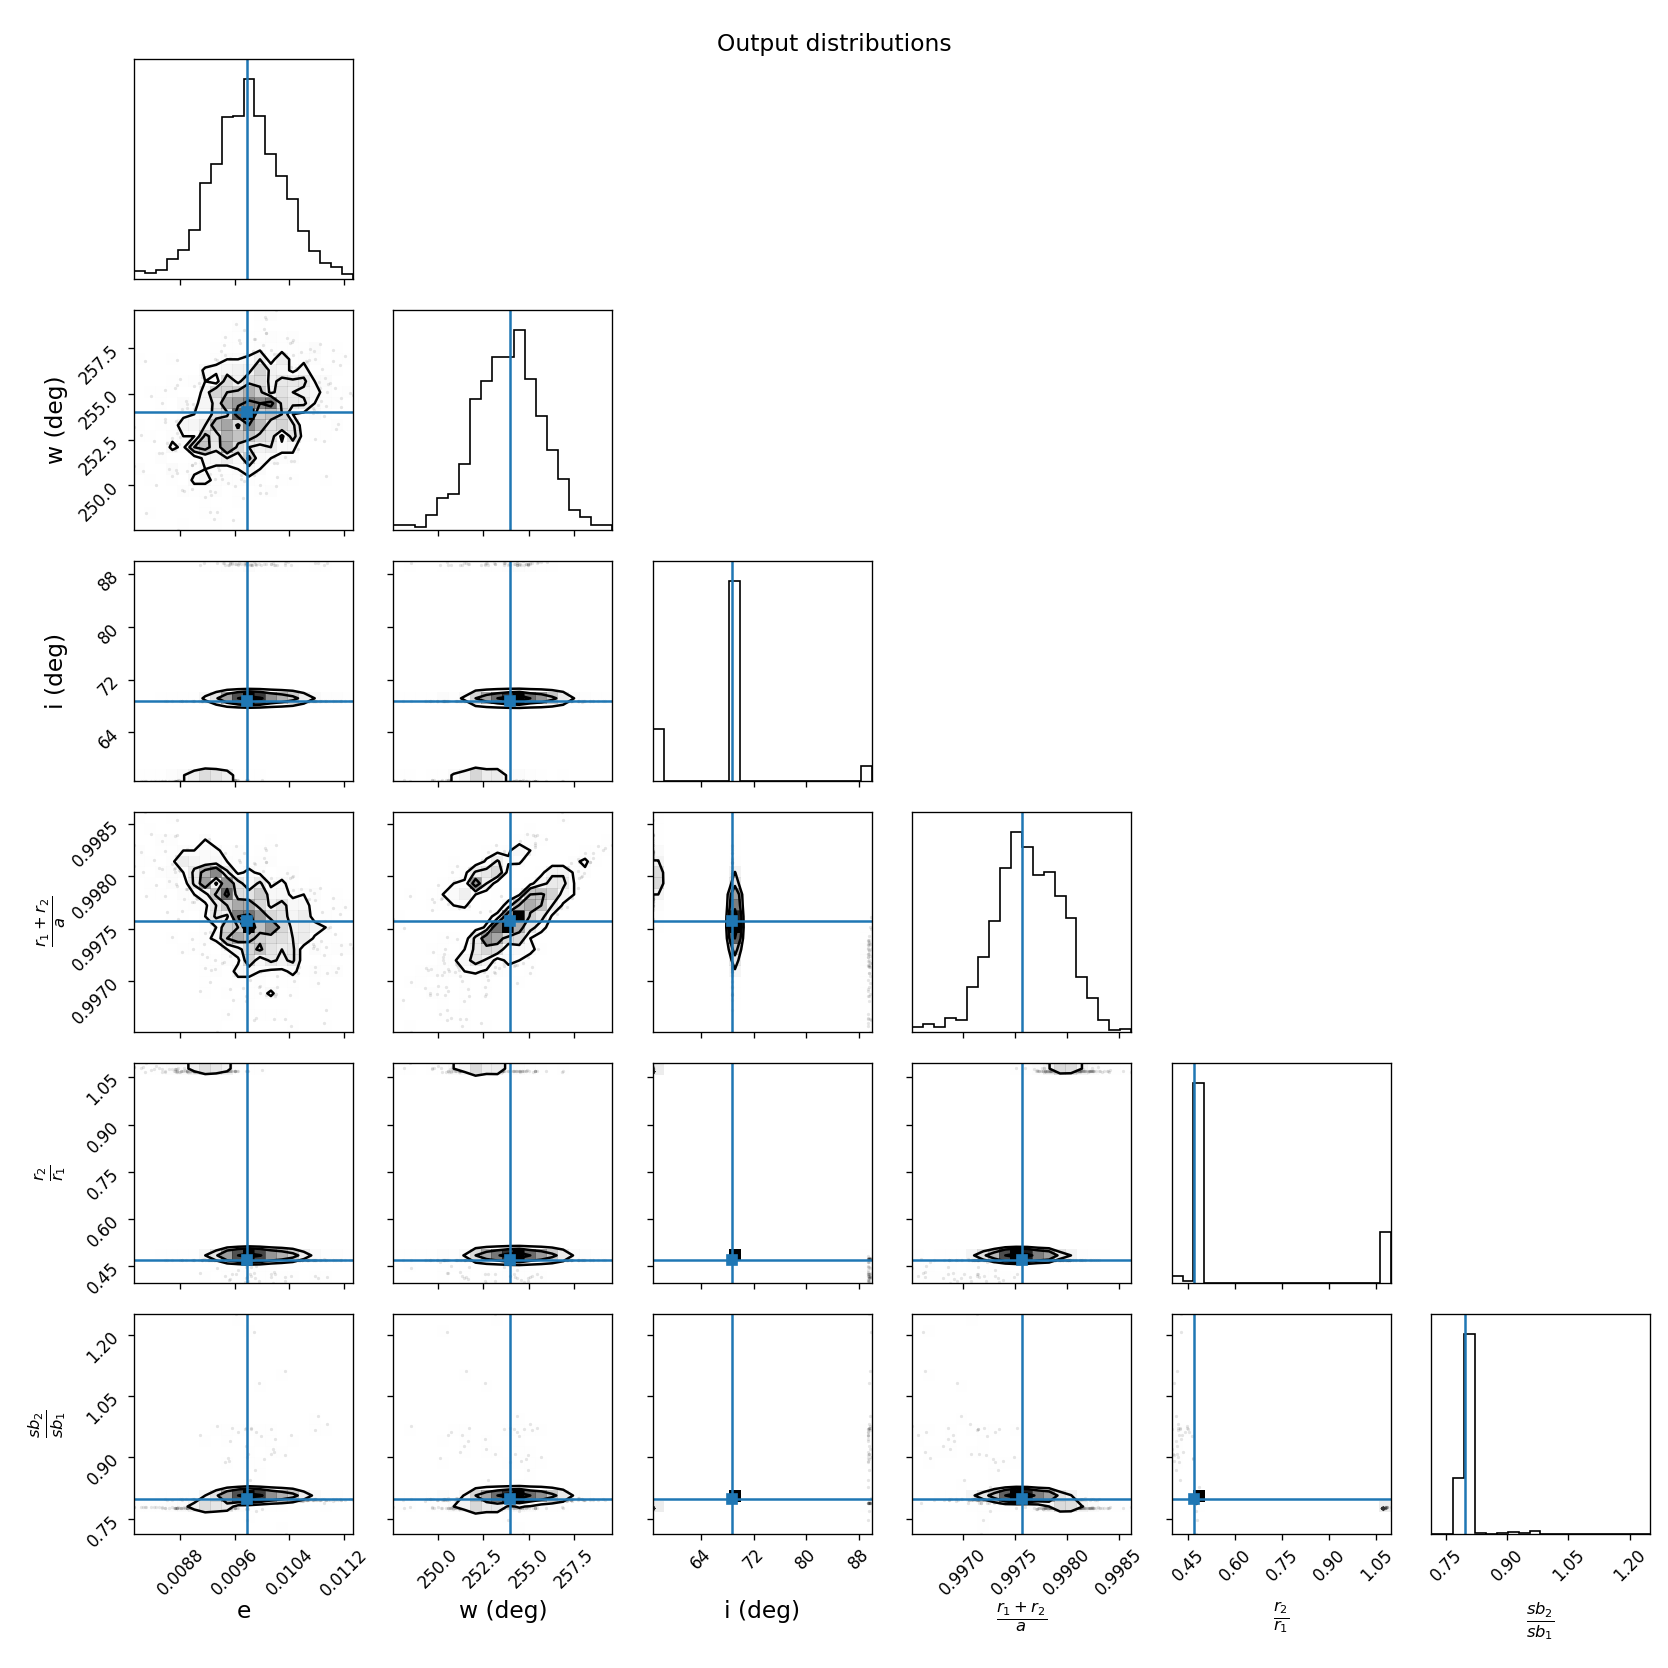 Output distributions
w (deg)
257.5
255.0
252.5
250.0
i (deg)
88
80
72
64
r₁ + r₂
a
0.9985
0.9980
0.9975
0.9970
r₂
r₁
1.05
0.90
0.75
0.60
0.45
sb₂
sb₁
1.20
1.05
0.90
0.75
0.0088 0.0096 0.0104 0.0112 250.0 252.5 255.0 257.5 64 72 80 88 0.9970 0.9975 0.9980 0.9985 0.45 0.60 0.75 0.90 1.05 0.75 0.90 1.05 1.20
e w (deg) i (deg)
r₁ + r₂
a
r₂
r₁
sb₂
sb₁